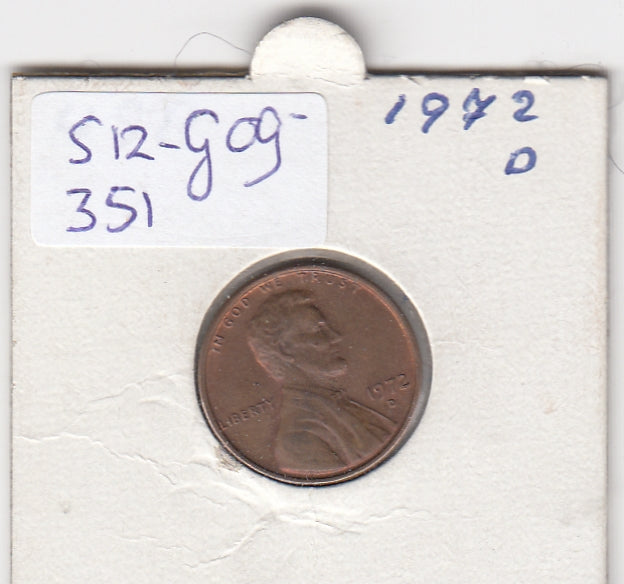 S12-G09-
351
1972
D
IN GOD WE TRUST
LIBERTY
1972
D